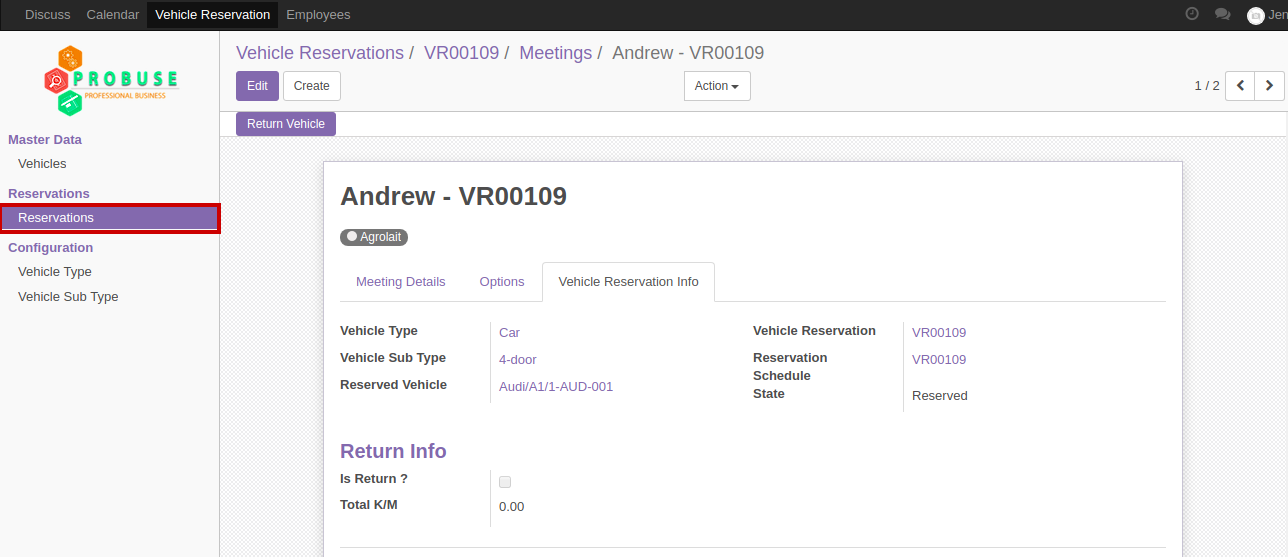 Discuss Calendar Vehicle Reservation Employees Jen
PROBUSE
PROFESSIONAL BUSINESS
Master Data
Vehicles
Reservations
Reservations
Configuration
Vehicle Type
Vehicle Sub Type
Vehicle Reservations / VR00109 / Meetings / Andrew - VR00109
Edit Create Action 1 / 2
Return Vehicle
Andrew - VR00109
Agrolait
Meeting Details Options Vehicle Reservation Info
Vehicle Type Car
Vehicle Sub Type 4-door
Reserved Vehicle Audi/A1/1-AUD-001
Vehicle Reservation VR00109
Reservation VR00109
Schedule
State Reserved
Return Info
Is Return ?
Total K/M 0.00